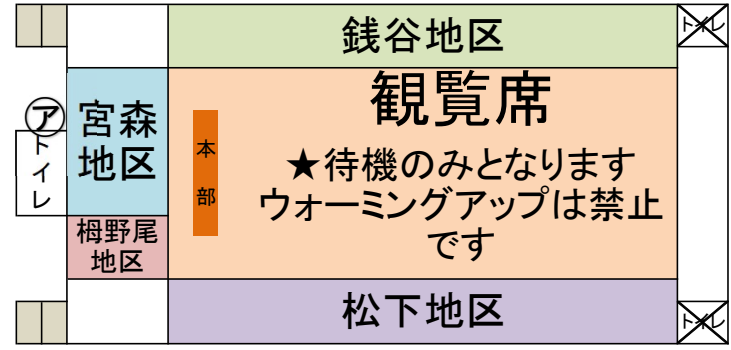 銭谷地区
トイレ
観覧席
★待機のみとなります
ウォーミングアップは禁止
です
本部
宮森
地区
ア
トイレ
栂野尾
地区
松下地区
トイレ